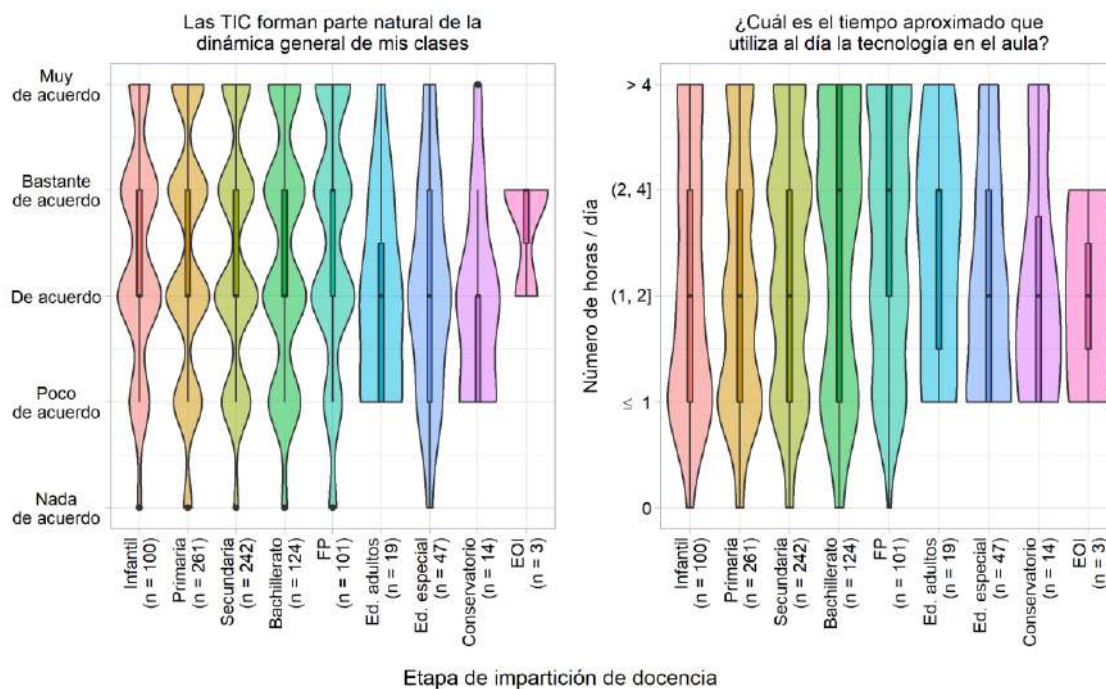 Las TIC forman parte natural de la
dinámica general de mis clases
Muy
de acuerdo
Bastante
de acuerdo
De acuerdo
Poco
de acuerdo
Nada
de acuerdo
Infantil
(n = 100)
Primaria
(n = 261)
Secundaria
(n = 242)
Bachillerato
(n = 124)
FP
(n = 101)
Ed. adultos
(n = 19)
Ed. especial
(n = 47)
Conservatorio
(n = 14)
EOI
(n = 3)
¿Cuál es el tiempo aproximado que
utiliza al día la tecnología en el aula?
Número de horas / día
> 4
(2, 4]
(1, 2]
≤ 1
0
Infantil
(n = 100)
Primaria
(n = 261)
Secundaria
(n = 242)
Bachillerato
(n = 124)
FP
(n = 101)
Ed. adultos
(n = 19)
Ed. especial
(n = 47)
Conservatorio
(n = 14)
EOI
(n = 3)
Etapa de impartición de docencia